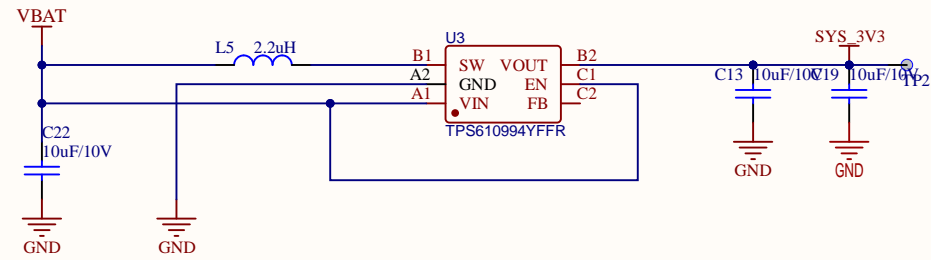 VBAT
SYS_3V3
U3
L5 2.2uH
B1 SW VOUT B2
A2 GND EN C1
A1 VIN FB C2
TPS610994YFFR
C13 10uF/10V
C19 10uF/10V
TP2
C22
10uF/10V
GND
GND
GND
GND